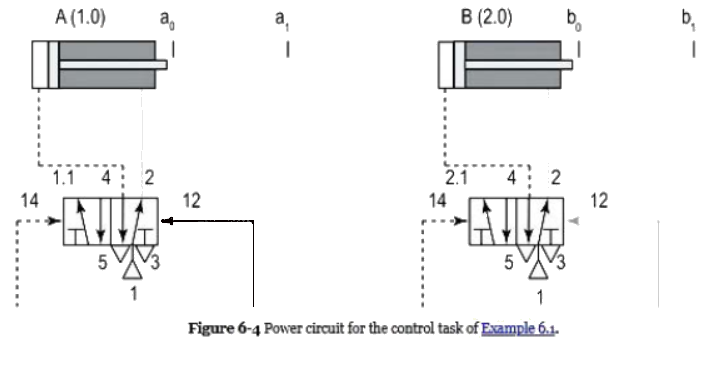 A (1.0) a0 a1 B (2.0) b0 b1
1.1 4 2 2.1 4 2
14 12 14 12
5 3 5 3
1 1
Figure 6-4 Power circuit for the control task of Example 6.1.